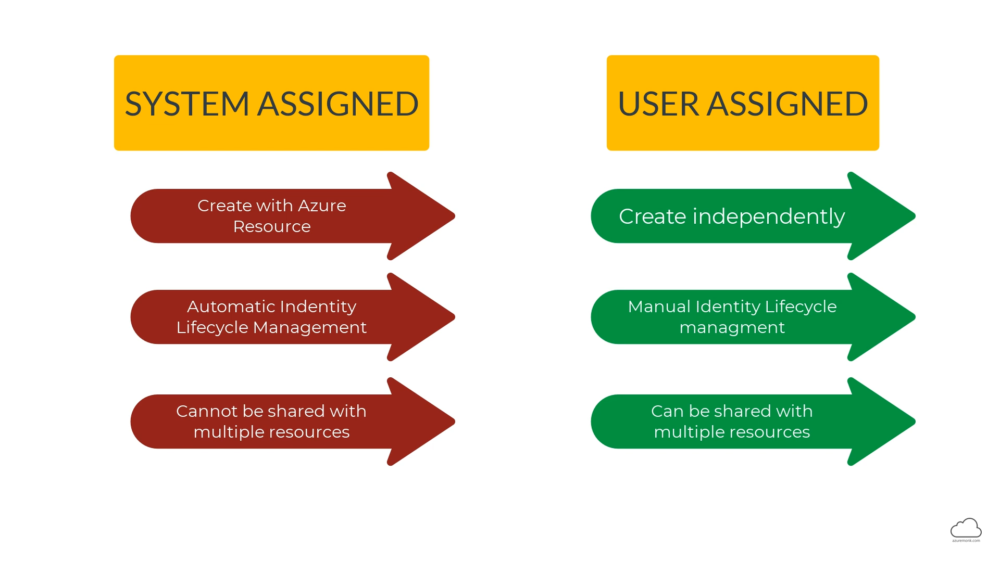 SYSTEM ASSIGNED
Create with Azure
Resource
Automatic Indentity
Lifecycle Management
Cannot be shared with
multiple resources
USER ASSIGNED
Create independently
Manual Identity Lifecycle
managment
Can be shared with
multiple resources
azuremonk.com